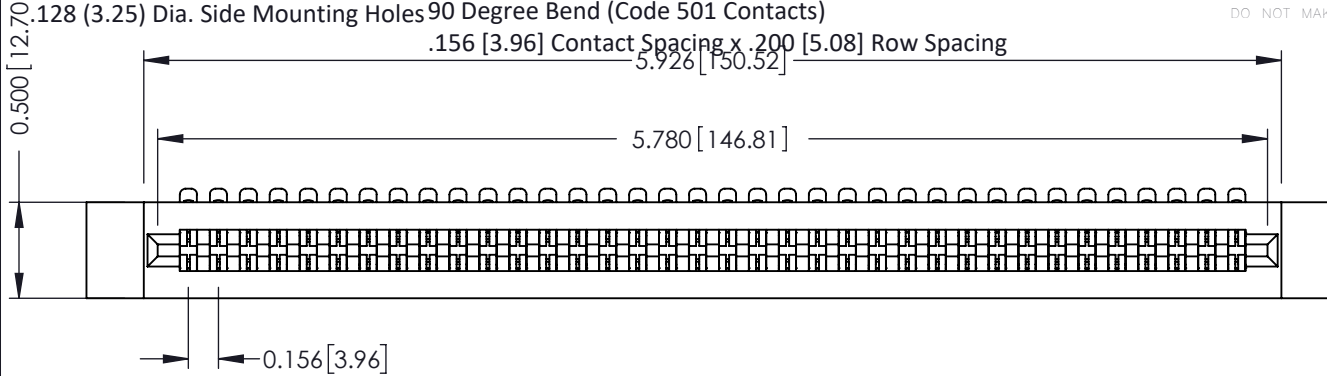 .128 (3.25) Dia. Side Mounting Holes 90 Degree Bend (Code 501 Contacts)
DO NOT MAK
.156 [3.96] Contact Spacing x .200 [5.08] Row Spacing
5.926[150.52]
0.500 [12.70
5.780 [146.81]
0.156[3.96]